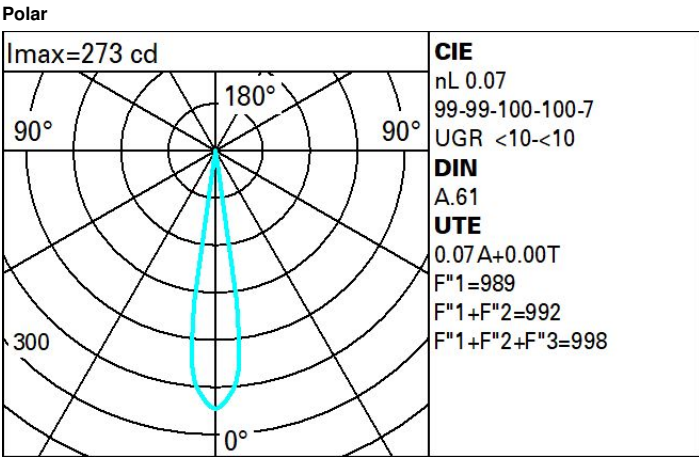 Polar
Imax=273 cd
180°
90°
90°
300
0°
CIE
nL 0.07
99-99-100-100-7
UGR <10-<10
DIN
A.61
UTE
0.07A+0.00T
F"1=989
F"1+F"2=992
F"1+F"2+F"3=998